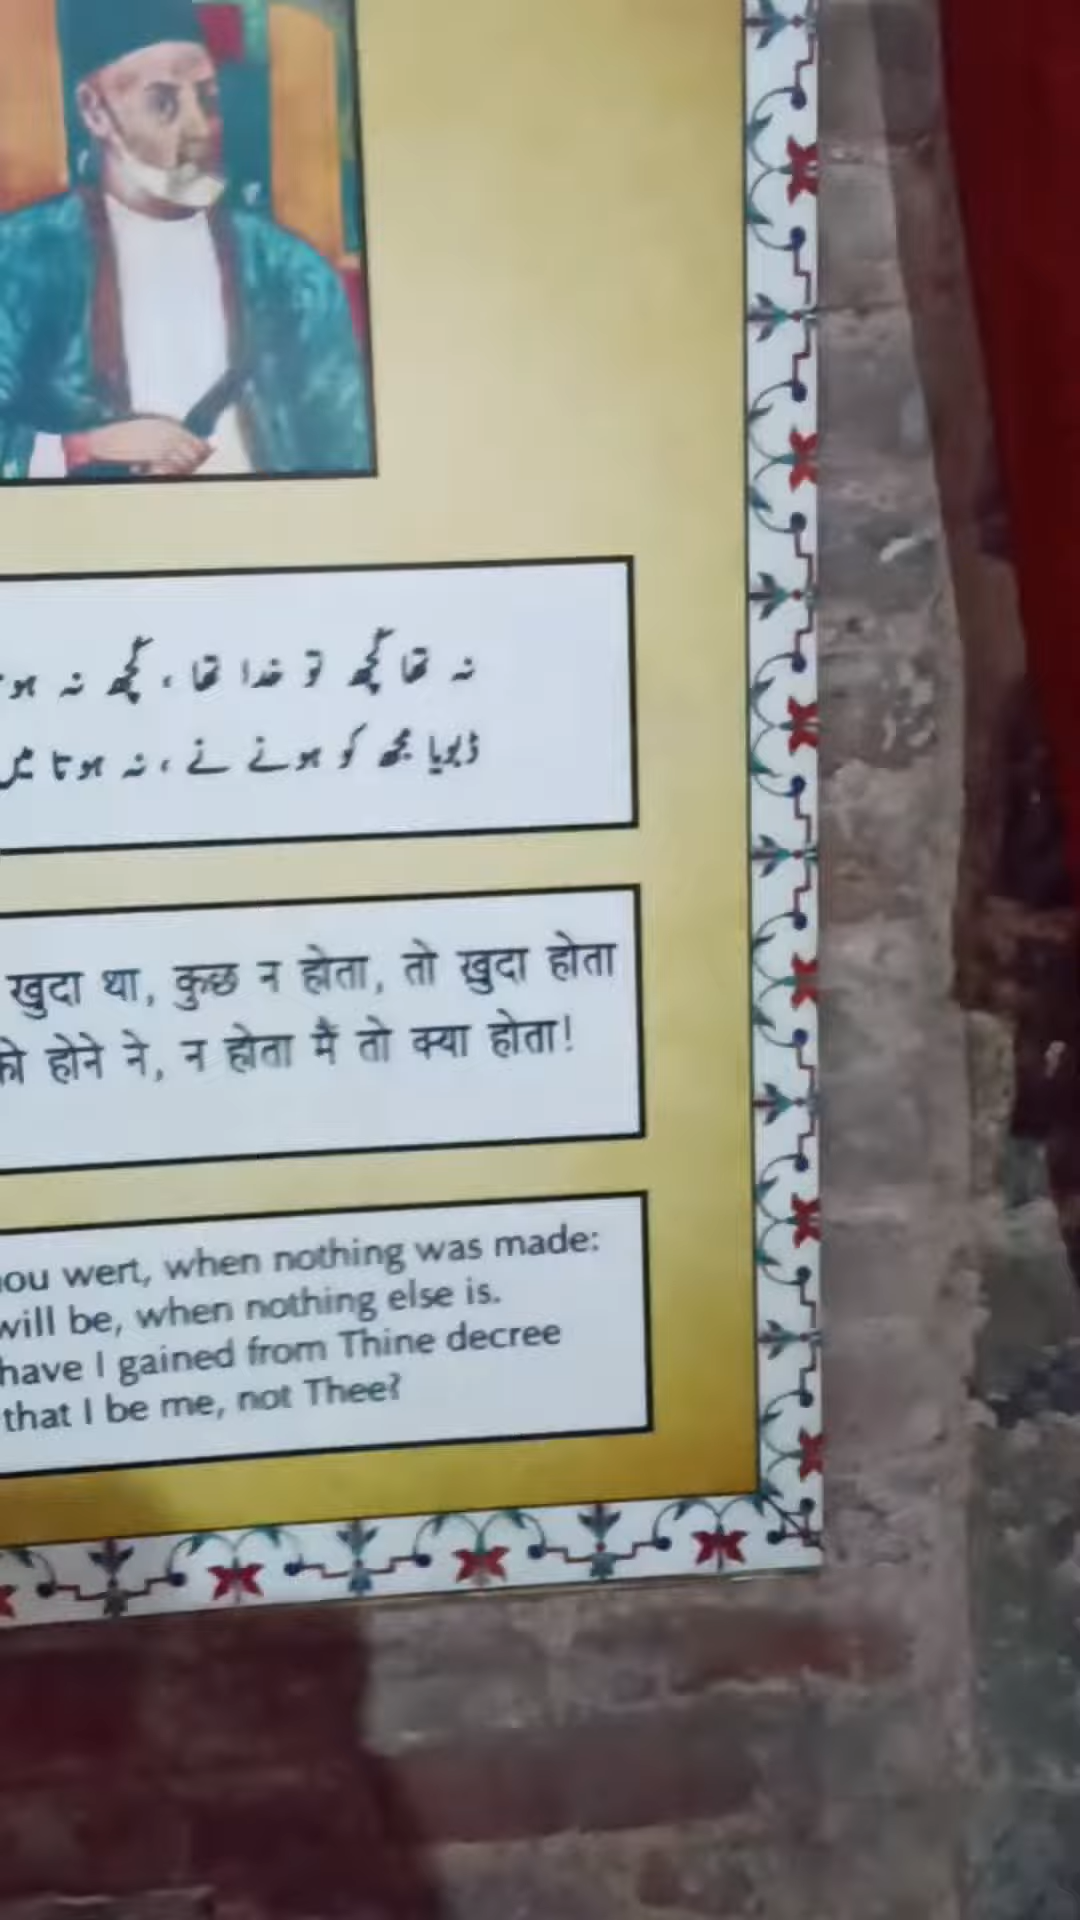 نہ تھا کچھ تو خدا تھا، کچھ نہ
ڈبویا مجھ کو ہونے نے، نہ ہوتا میں
खुदा था, कुछ न होता, तो खुदा होता
को होने ने, न होता मैं तो क्या होता!
ou wert, when nothing was made:
will be, when nothing else is.
have I gained from Thine decree
that I be me, not Thee?